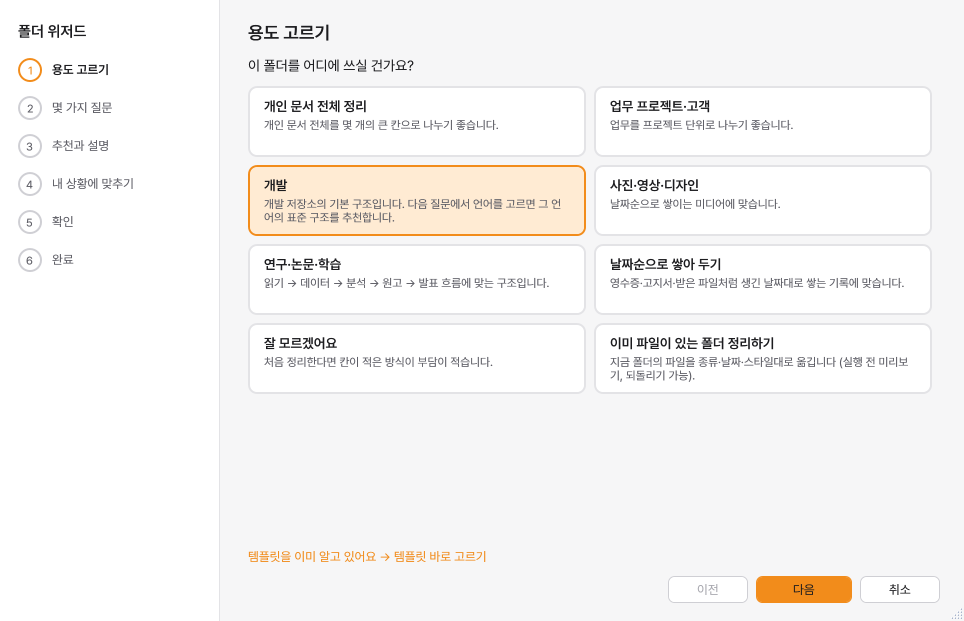 폴더 위저드
1 용도 고르기
2 몇 가지 질문
3 추천과 설명
4 내 상황에 맞추기
5 확인
6 완료
용도 고르기
이 폴더를 어디에 쓰실 건가요?
개인 문서 전체 정리
개인 문서 전체를 몇 개의 큰 칸으로 나누기 좋습니다.
업무 프로젝트·고객
업무를 프로젝트 단위로 나누기 좋습니다.
개발
개발 저장소의 기본 구조입니다. 다음 질문에서 언어를 고르면 그 언
어의 표준 구조를 추천합니다.
사진·영상·디자인
날짜순으로 쌓이는 미디어에 맞습니다.
연구·논문·학습
읽기 → 데이터 → 분석 → 원고 → 발표 흐름에 맞는 구조입니다.
날짜순으로 쌓아 두기
영수증·고지서·받은 파일처럼 생긴 날짜대로 쌓는 기록에 맞습니다.
잘 모르겠어요
처음 정리한다면 칸이 적은 방식이 부담이 적습니다.
이미 파일이 있는 폴더 정리하기
지금 폴더의 파일을 종류·날짜·스타일대로 옮깁니다 (실행 전 미리보
기, 되돌리기 가능).
템플릿을 이미 알고 있어요 → 템플릿 바로 고르기
이전
다음
취소